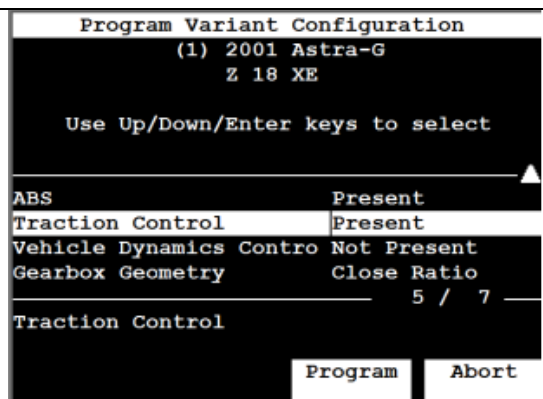 Program Variant Configuration
(1) 2001 Astra-G
Z 18 XE
Use Up/Down/Enter keys to select
ABS Present
Traction Control Present
Vehicle Dynamics Contro Not Present
Gearbox Geometry Close Ratio
5 / 7
Traction Control
Program Abort